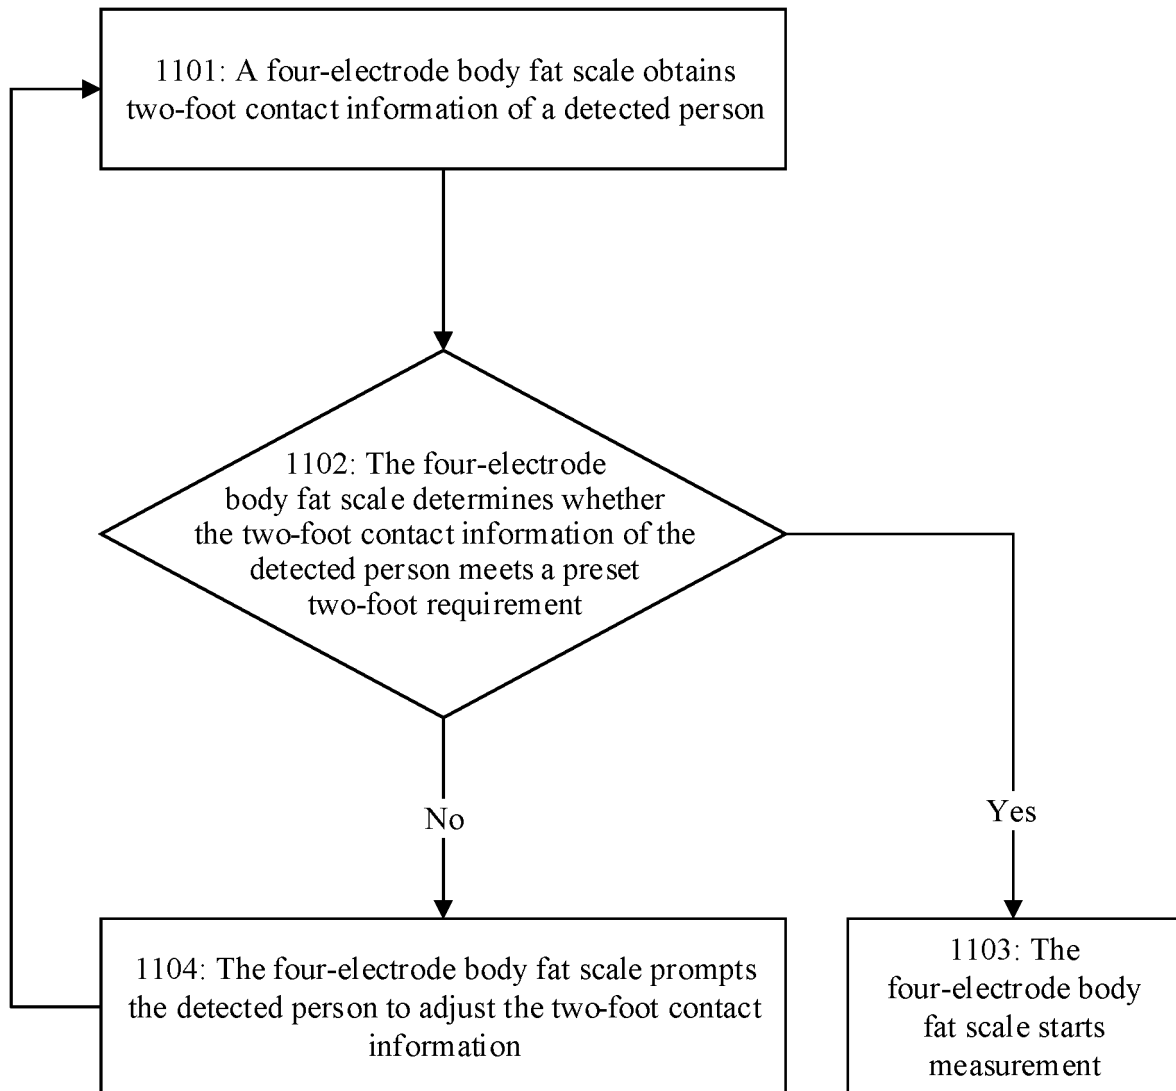 1101: A four-electrode body fat scale obtains
two-foot contact information of a detected person
1102: The four-electrode
body fat scale determines whether
the two-foot contact information of the
detected person meets a preset
two-foot requirement
No
Yes
1104: The four-electrode body fat scale prompts
the detected person to adjust the two-foot contact
information
1103: The
four-electrode body
fat scale starts
measurement